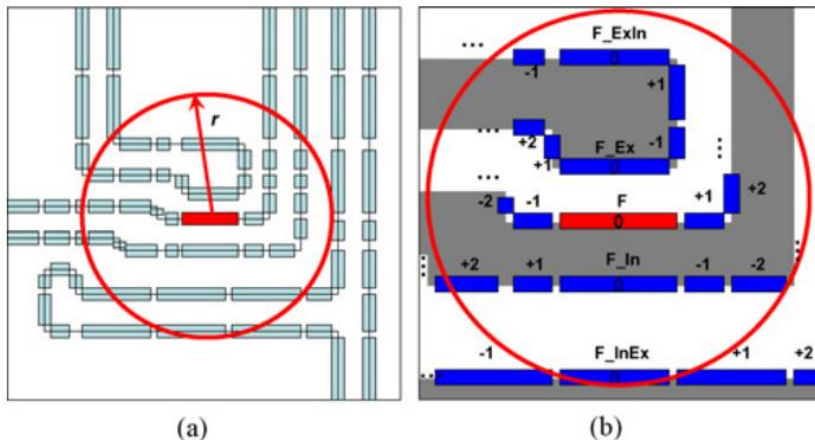 r
... F_ExIn
-1 0 +1
... +2 F_Ex -1 ...
+1 0
... F +1 +2
-2 -1 0
F_In
+2 +1 0 -1 -2
-1 F_InEx +1 +2
... 0
(a) (b)